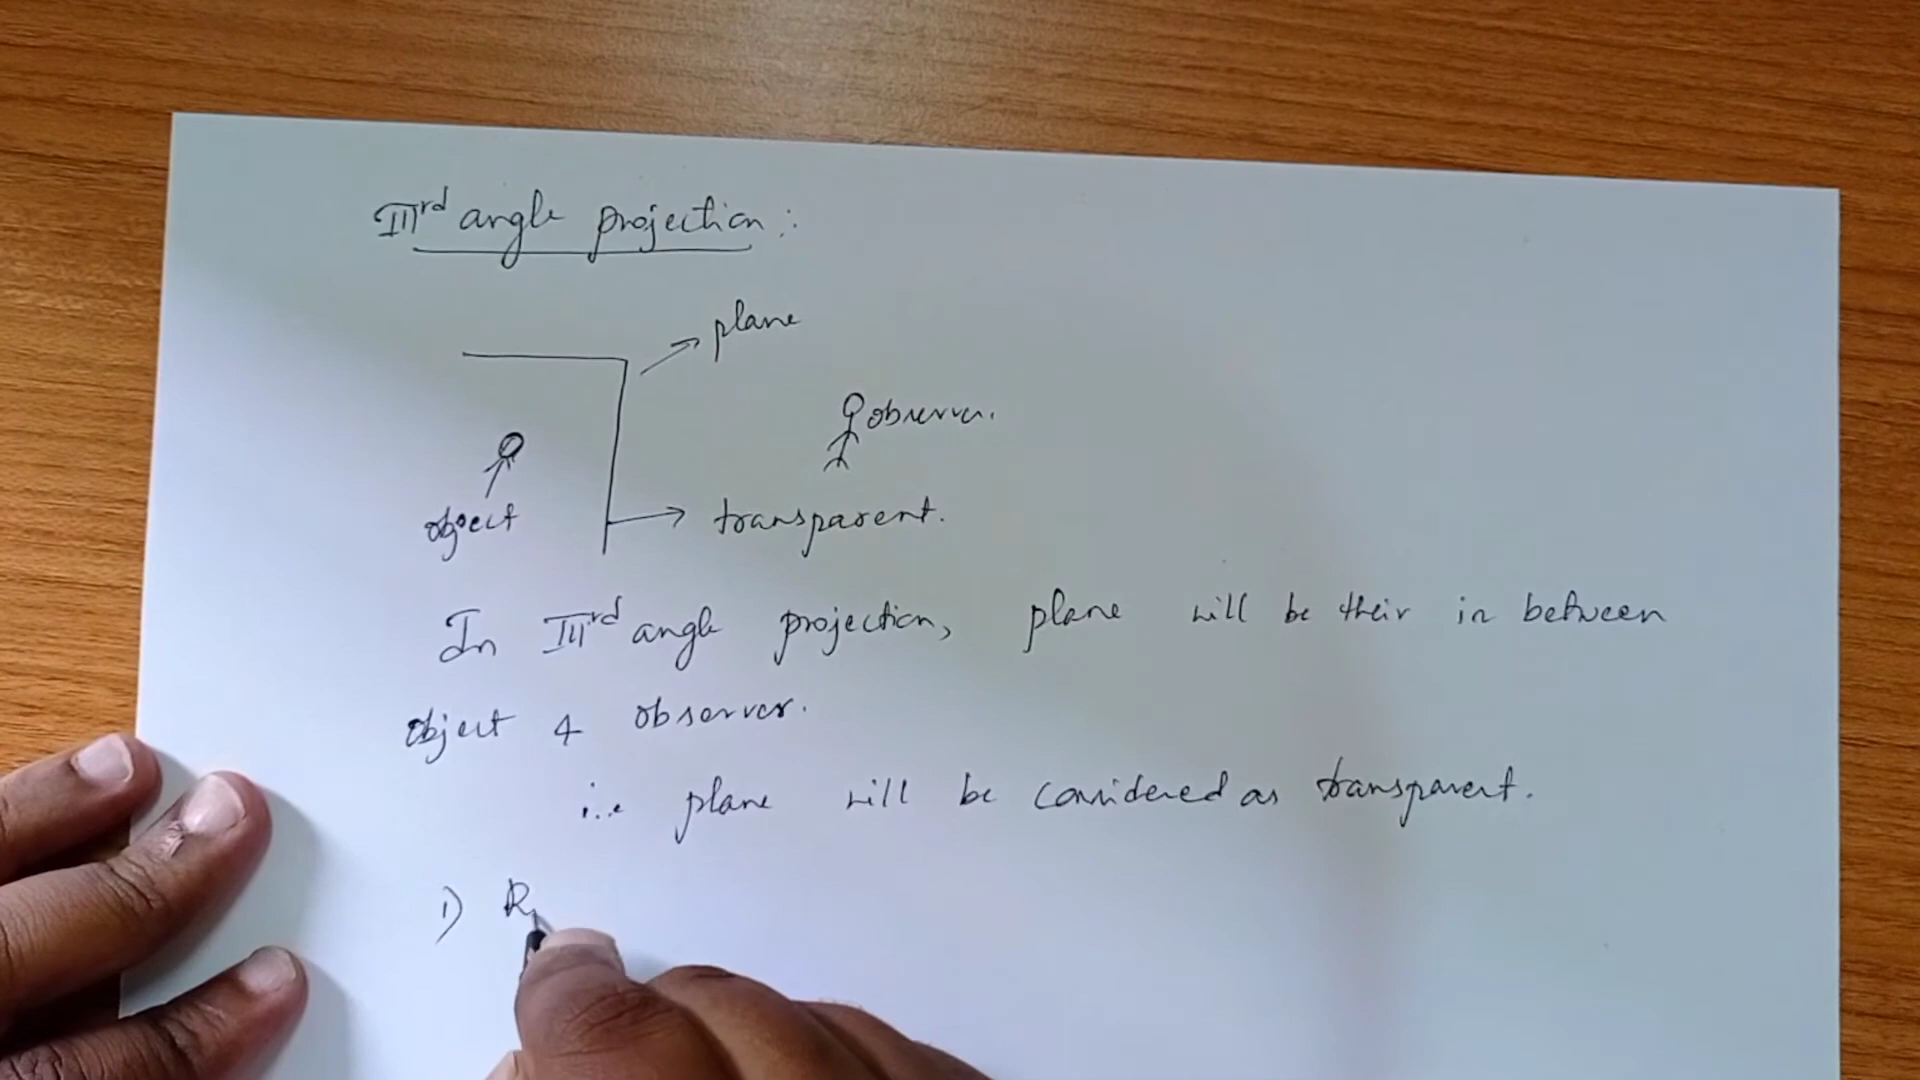 IIIrd angle projection :
plane
observer.
object
transparent.
In IIIrd angle projection, plane will be their in between
object & observer.
i.e plane will be considered as transparent.
1) R